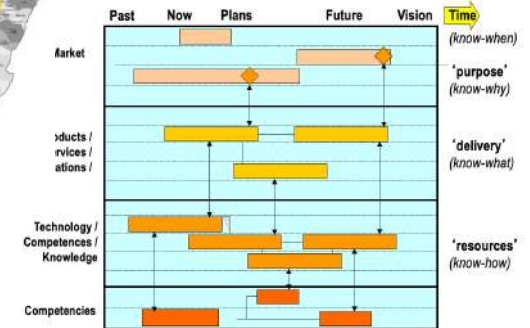 Past Now Plans Future Vision Time
(know-when)
Market
'purpose'
(know-why)
oducts /
rvices /
ations /
'delivery'
(know-what)
Technology /
Competences /
Knowledge
'resources'
(know-how)
Competencies